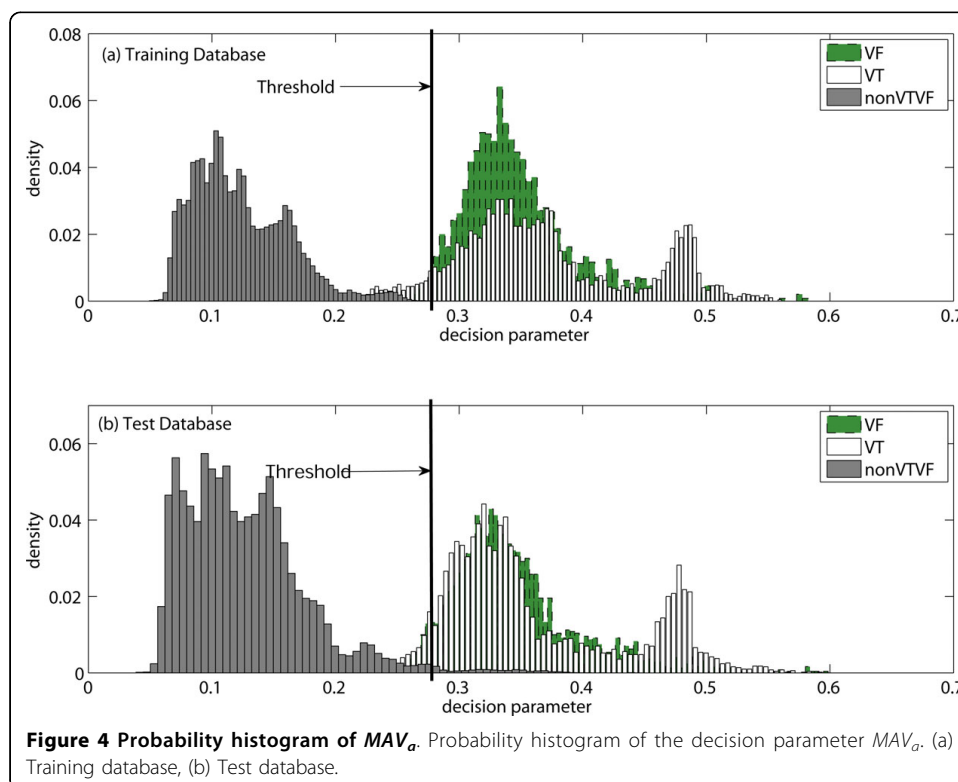 0.08
(a) Training Database
VF
VT
nonVTVF
Threshold
0.06
density
0.04
0.02
0
0 0.1 0.2 0.3 0.4 0.5 0.6 0.7
decision parameter
(b) Test Database
VF
VT
nonVTVF
0.06
Threshold
density
0.04
0.02
0
0 0.1 0.2 0.3 0.4 0.5 0.6 0.7
decision parameter
Figure 4 Probability histogram of MAVa. Probability histogram of the decision parameter MAVa. (a)
Training database, (b) Test database.